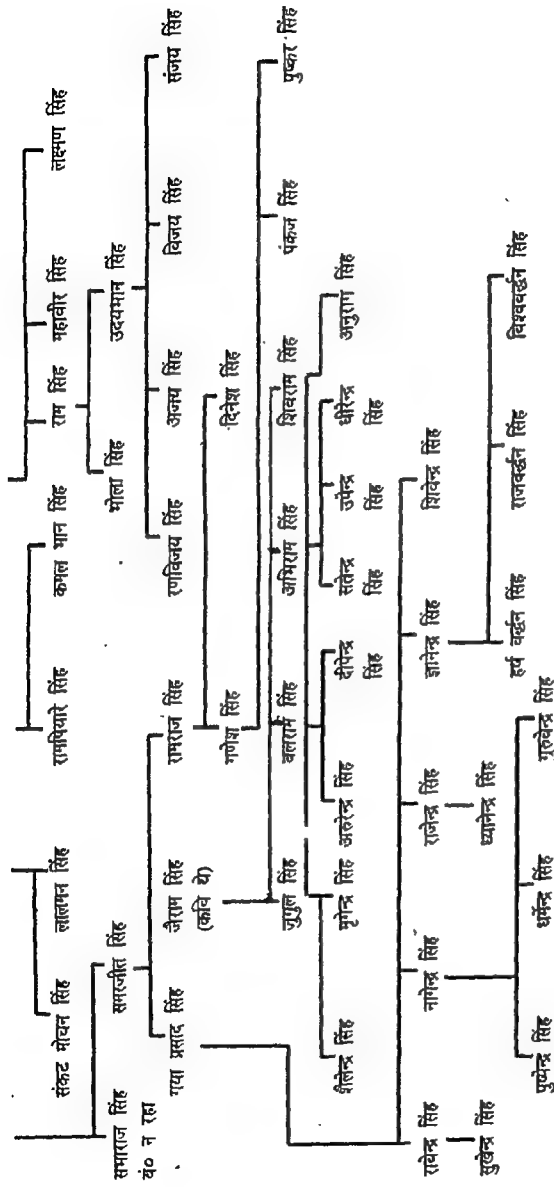 लक्ष्मण सिंह
महावीर सिंह
राम सिंह
कमल भान सिंह
रामपियारे सिंह
लालमन सिंह
संकट मोचन सिंह
उदयभान सिंह
भोला सिंह
समरजीत सिंह
सभाराज सिंह
वं० न रहा
संजय सिंह
विजय सिंह
अजय सिंह
रणविजय सिंह
रामराज सिंह
जैराम सिंह
(कवि थे)
गया प्रसाद सिंह
दिनेश सिंह
गणेश सिंह
पुष्कर सिंह
पंकज सिंह
शिवराम सिंह
अभिराम सिंह
बलराम सिंह
जुगुल सिंह
अनुराग सिंह
धीरेन्द्र
सिंह
उपेन्द्र
सिंह
सतेन्द्र
सिंह
दीपेन्द्र
सिंह
अरुरेन्द्र सिंह
मृगेन्द्र सिंह
शैलेन्द्र सिंह
शिवेन्द्र सिंह
ज्ञानेन्द्र सिंह
राजेन्द्र सिंह
नागेन्द्र सिंह
राघेन्द्र सिंह
विश्ववर्द्धन सिंह
राजवर्द्धन सिंह
हर्ष वर्द्धन सिंह
ध्यानेन्द्र सिंह
सुखेन्द्र सिंह
गुरुवेन्द्र सिंह
धर्मेन्द्र सिंह
पुष्पेन्द्र सिंह